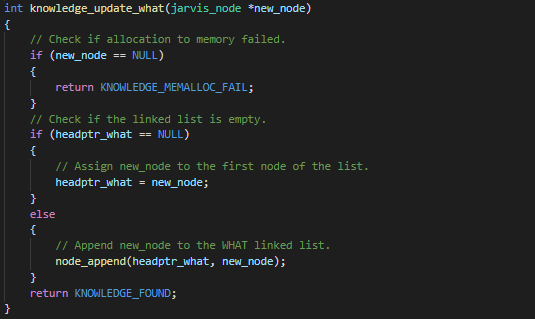 int knowledge_update_what(jarvis_node *new_node)
{
    // Check if allocation to memory failed.
    if (new_node == NULL)
    {
        return KNOWLEDGE_MEMALLOC_FAIL;
    }
    // Check if the linked list is empty.
    if (headptr_what == NULL)
    {
        // Assign new_node to the first node of the list.
        headptr_what = new_node;
    }
    else
    {
        // Append new_node to the WHAT linked list.
        node_append(headptr_what, new_node);
    }
    return KNOWLEDGE_FOUND;
}